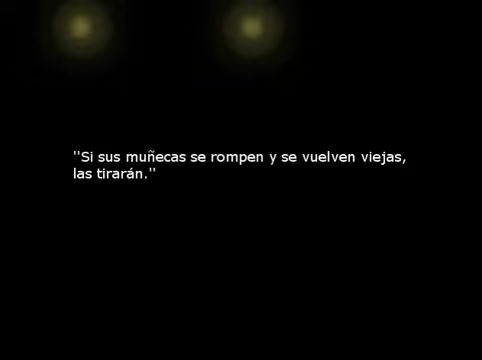 ''Si sus muñecas se rompen y se vuelven viejas,
las tirarán.''